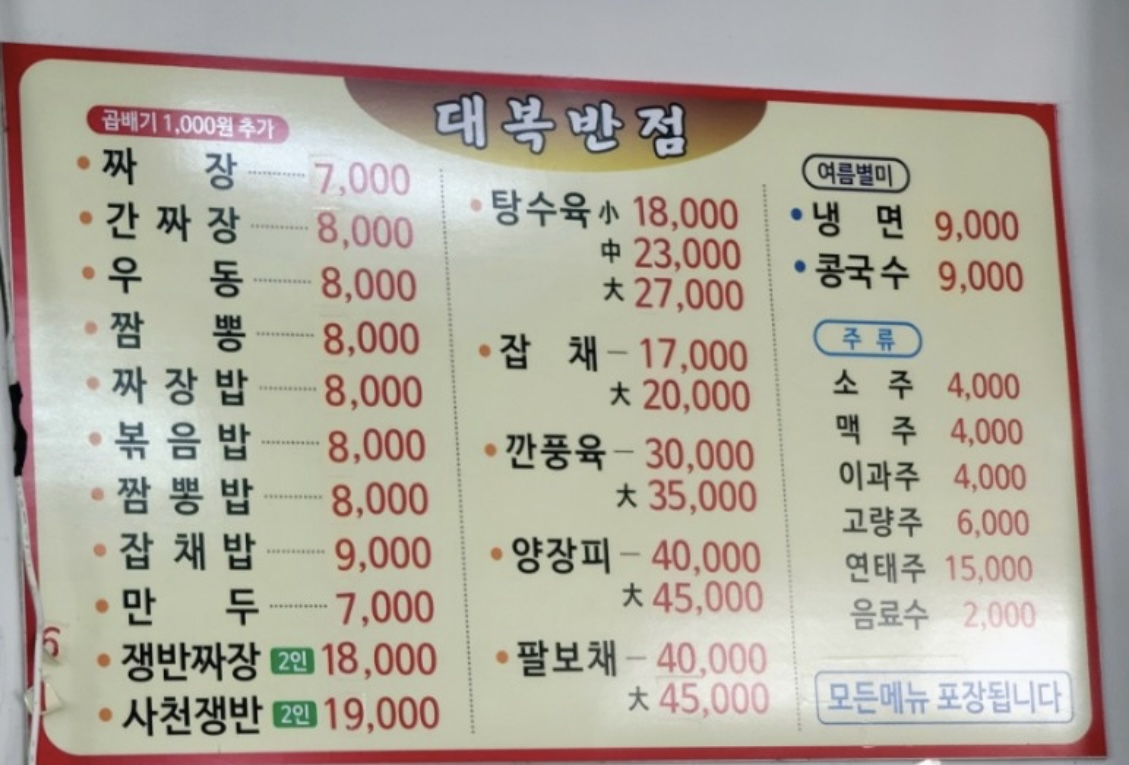 대복반점
곱배기 1,000원 추가
짜장 7,000
간짜장 8,000
우동 8,000
짬뽕 8,000
짜장밥 8,000
볶음밥 8,000
짬뽕밥 8,000
잡채밥 9,000
만두 7,000
쟁반짜장 2인 18,000
사천쟁반 2인 19,000
탕수육 小 18,000
中 23,000
大 27,000
잡채 - 17,000
大 20,000
깐풍육 - 30,000
大 35,000
양장피 - 40,000
大 45,000
팔보채 - 40,000
大 45,000
여름별미
냉면 9,000
콩국수 9,000
주류
소주 4,000
맥주 4,000
이과주 4,000
고량주 6,000
연태주 15,000
음료수 2,000
모든메뉴 포장됩니다